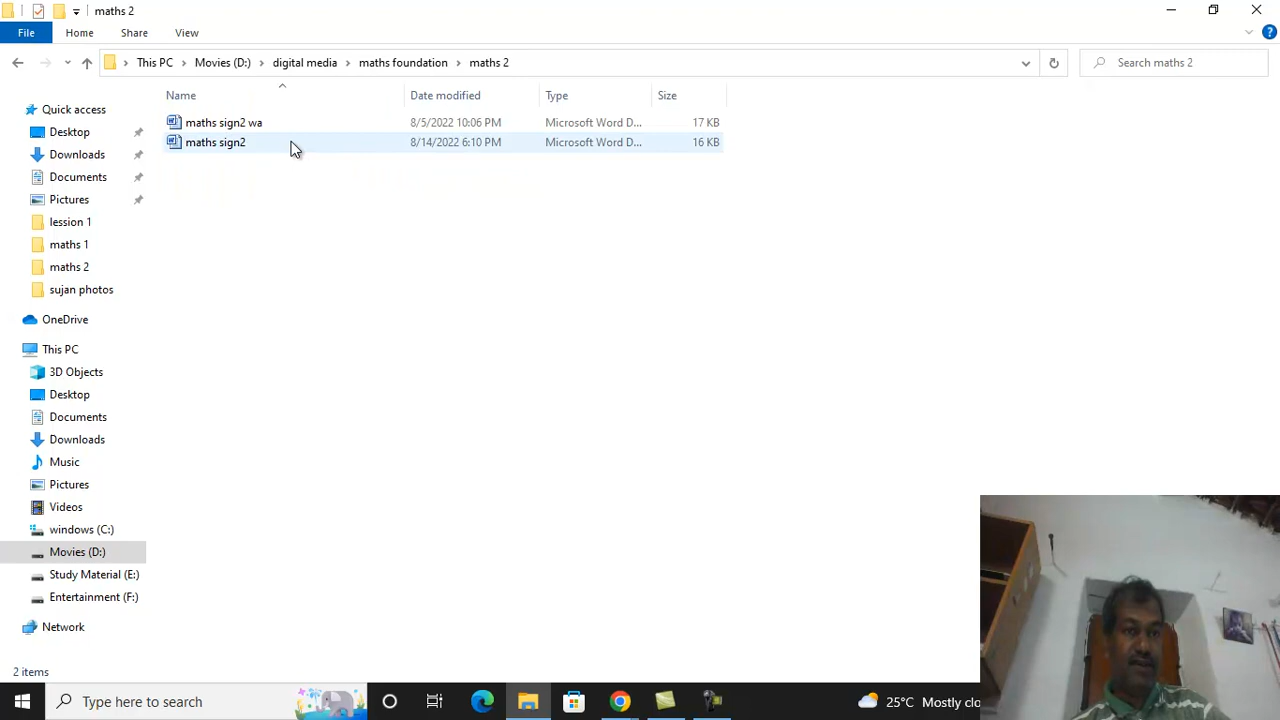 maths 2
File Home Share View
This PC Movies (D:) digital media maths foundation maths 2 Search maths 2
Name Date modified Type Size
maths sign2 wa 8/5/2022 10:06 PM Microsoft Word D... 17 KB
maths sign2 8/14/2022 6:10 PM Microsoft Word D... 16 KB
Quick access
Desktop
Downloads
Documents
Pictures
lession 1
maths 1
maths 2
sujan photos
OneDrive
This PC
3D Objects
Desktop
Documents
Downloads
Music
Pictures
Videos
windows (C:)
Movies (D:)
Study Material (E:)
Entertainment (F:)
Network
2 items
Type here to search 25°C Mostly clo